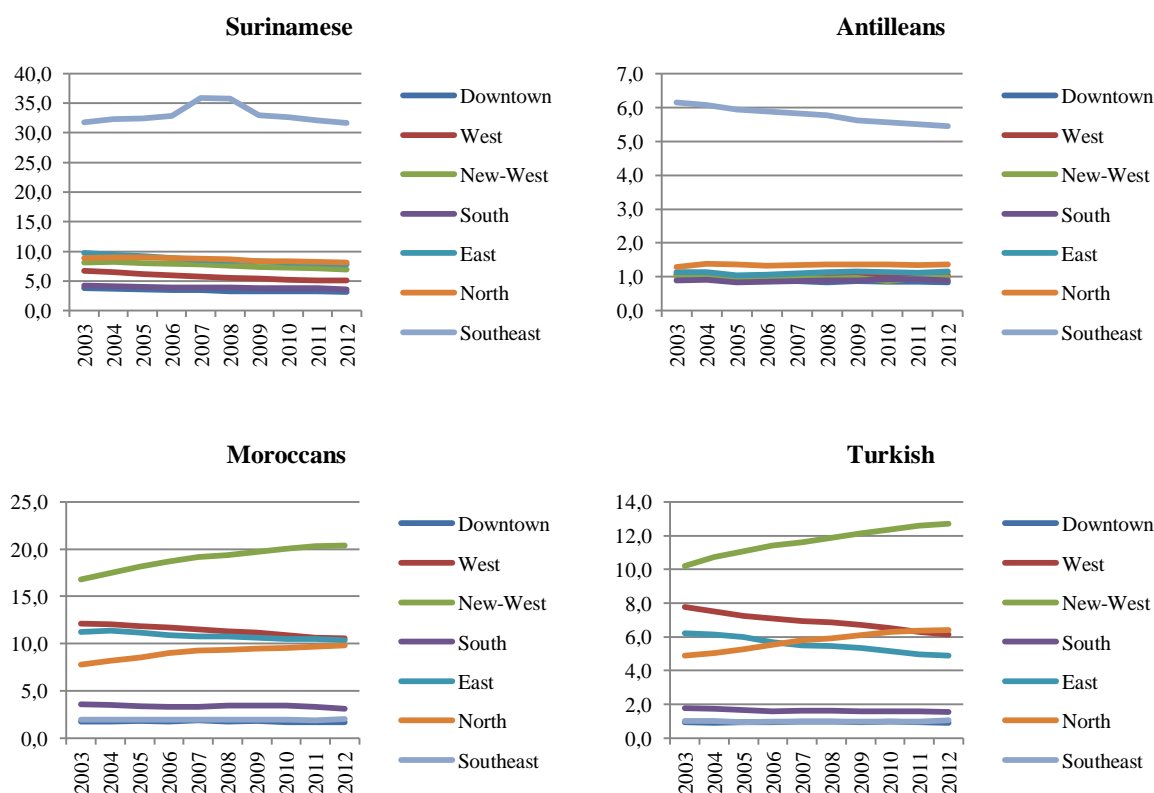 Surinamese
40,0
35,0
30,0
25,0
20,0
15,0
10,0
5,0
0,0
2003
2004
2005
2006
2007
2008
2009
2010
2011
2012
Downtown
West
New-West
South
East
North
Southeast
Antilleans
7,0
6,0
5,0
4,0
3,0
2,0
1,0
0,0
2003
2004
2005
2006
2007
2008
2009
2010
2011
2012
Downtown
West
New-West
South
East
North
Southeast
Moroccans
25,0
20,0
15,0
10,0
5,0
0,0
2003
2004
2005
2006
2007
2008
2009
2010
2011
2012
Downtown
West
New-West
South
East
North
Southeast
Turkish
14,0
12,0
10,0
8,0
6,0
4,0
2,0
0,0
2003
2004
2005
2006
2007
2008
2009
2010
2011
2012
Downtown
West
New-West
South
East
North
Southeast